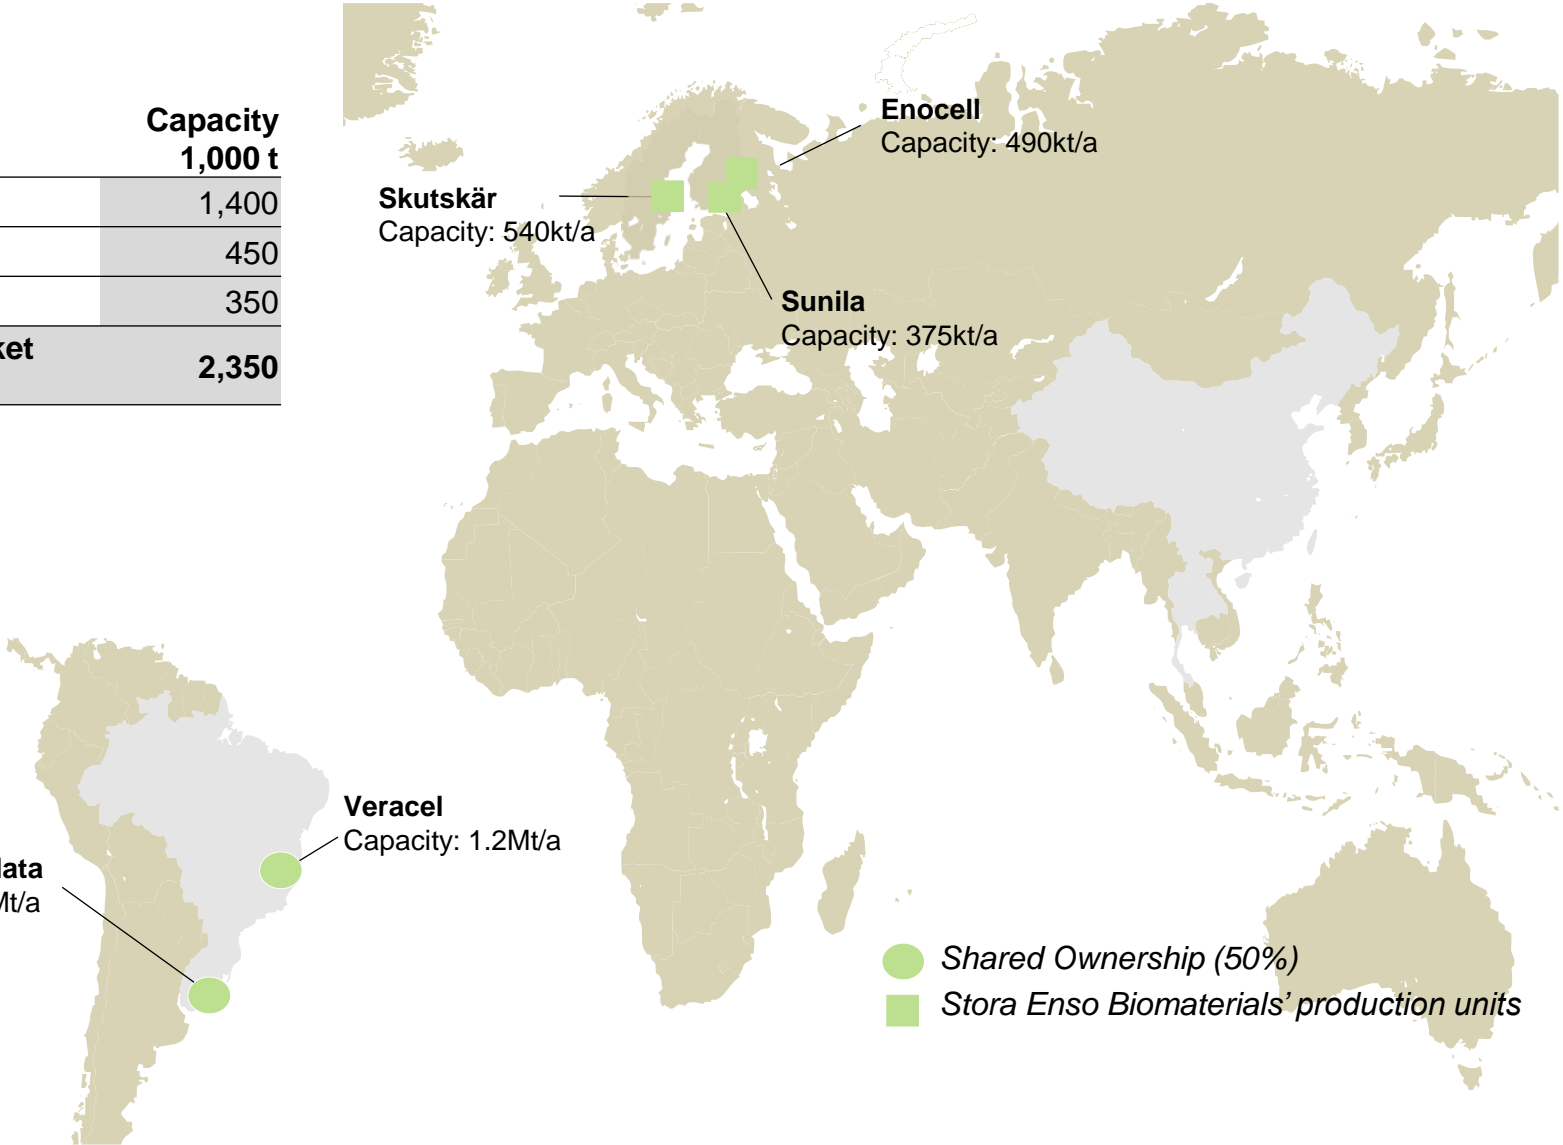 Capacity
1,000 t
1,400
450
350
2,350
Enocell
Capacity: 490kt/a
Skutskär
Capacity: 540kt/a
Sunila
Capacity: 375kt/a
Veracel
Capacity: 1.2Mt/a
Shared Ownership (50%)
Stora Enso Biomaterials’ production units